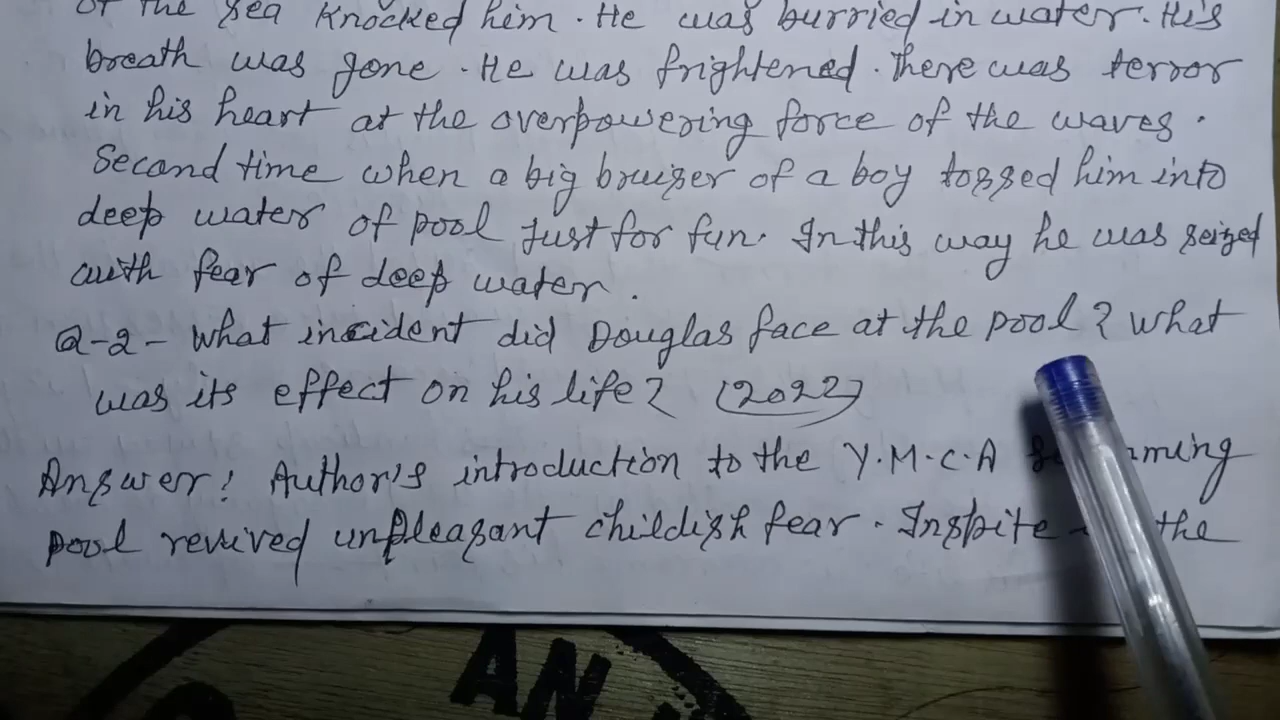 of the sea knocked him. He was burried in water. His
breath was gone. He was frightened. There was terror
in his heart at the overpowering force of the waves.
Second time when a big bruiser of a boy tossed him into
deep water of pool Just for fun. In this way he was seized
with fear of deep water.
Q-2- What incident did Douglas face at the pool? What
was its effect on his life? (2022)
Answer: Author's introduction to the Y.M.C.A
pool revived unpleasant childish fear. Inspite the
AN